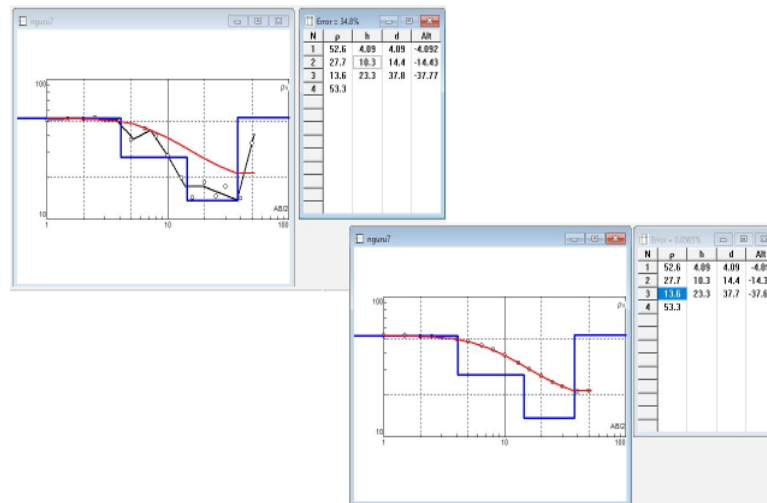 nguru7
100
ρₐ
10
1
10
AB/2
100
Error = 34.8%
N ρ h d Alt
1 52.6 4.09 4.09 -4.092
2 27.7 10.3 14.4 -14.43
3 13.6 23.3 37.8 -37.77
4 53.3
nguru7
100
ρₐ
10
1
10
AB/2
100
N ρ h d Alt
1 52.6 4.09 4.09
2 27.7 10.3 14.4
3 13.6 23.3 37.7
4 53.3